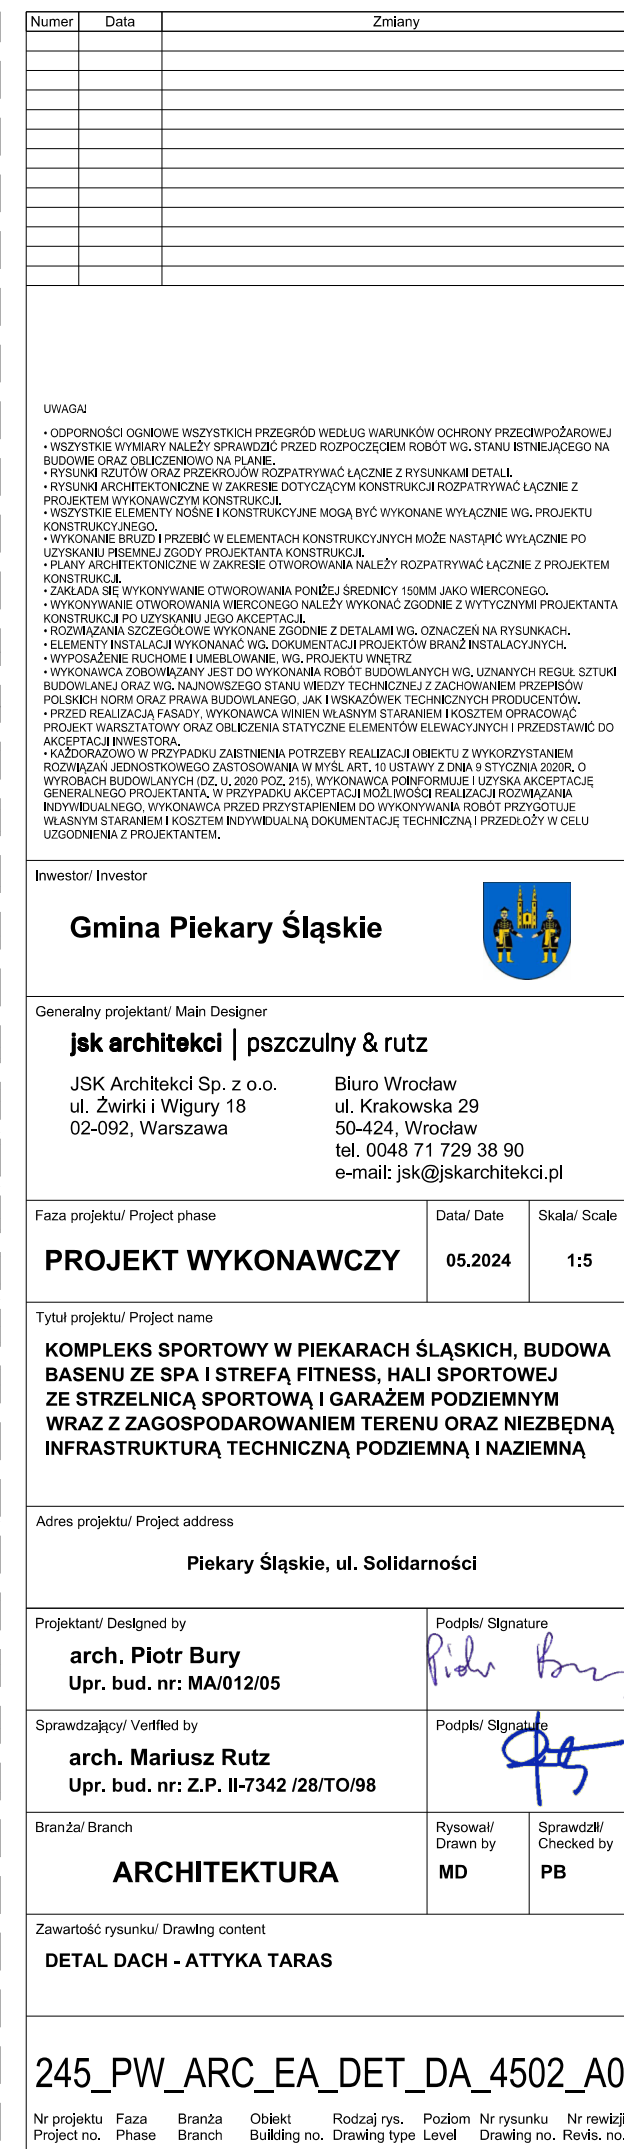 Numer Data Zmiany
UWAGA!
• ODPORNOŚCI OGNIOWE WSZYSTKICH PRZEGRÓD WEDŁUG WARUNKÓW OCHRONY PRZECIWPOŻAROWEJ
• WSZYSTKIE WYMIARY NALEŻY SPRAWDZIĆ PRZED ROZPOCZĘCIEM ROBÓT WG. STANU ISTNIEJĄCEGO NA
BUDOWIE ORAZ OBLICZENIOWO NA PLANIE.
• RYSUNKI RZUTÓW ORAZ PRZEKROJÓW ROZPATRYWAĆ ŁĄCZNIE Z RYSUNKAMI DETALI.
• RYSUNKI ARCHITEKTONICZNE W ZAKRESIE DOTYCZĄCYM KONSTRUKCJI ROZPATRYWAĆ ŁĄCZNIE Z
PROJEKTEM WYKONAWCZYM KONSTRUKCJI.
• WSZYSTKIE ELEMENTY NOŚNE I KONSTRUKCYJNE MOGĄ BYĆ WYKONANE WYŁĄCZNIE WG. PROJEKTU
KONSTRUKCYJNEGO.
• WYKONANIE BRUZD I PRZEBIĆ W ELEMENTACH KONSTRUKCYJNYCH MOŻE NASTĄPIĆ WYŁĄCZNIE PO
UZYSKANIU PISEMNEJ ZGODY PROJEKTANTA KONSTRUKCJI.
• PLANY ARCHITEKTONICZNE W ZAKRESIE OTWOROWANIA NALEŻY ROZPATRYWAĆ ŁĄCZNIE Z PROJEKTEM
KONSTRUKCJI.
• ZAKŁADA SIĘ WYKONYWANIE OTWOROWANIA PONIŻEJ ŚREDNICY 150MM JAKO WIERCONEGO.
• WYKONYWANIE OTWOROWANIA WIERCONEGO NALEŻY WYKONAĆ ZGODNIE Z WYTYCZNYMI PROJEKTANTA
KONSTRUKCJI PO UZYSKANIU JEGO AKCEPTACJI.
• ROZWIĄZANIA SZCZEGÓŁOWE WYKONANE ZGODNIE Z DETALAMI WG. OZNACZEŃ NA RYSUNKACH.
• ELEMENTY INSTALACJI WYKONANAĆ WG. DOKUMENTACJI PROJEKTÓW BRANŻ INSTALACYJNYCH.
• WYPOSAŻENIE RUCHOME I UMEBLOWANIE, WG. PROJEKTU WNĘTRZ
• WYKONAWCA ZOBOWIĄZANY JEST DO WYKONANIA ROBÓT BUDOWLANYCH WG. UZNANYCH REGUŁ SZTUKI
BUDOWLANEJ ORAZ WG. NAJNOWSZEGO STANU WIEDZY TECHNICZNEJ Z ZACHOWANIEM PRZEPISÓW
POLSKICH NORM ORAZ PRAWA BUDOWLANEGO, JAK I WSKAZÓWEK TECHNICZNYCH PRODUCENTÓW.
• PRZED REALIZACJĄ FASADY, WYKONAWCA WINIEN WŁASNYM STARANIEM I KOSZTEM OPRACOWAĆ
PROJEKT WARSZTATOWY ORAZ OBLICZENIA STATYCZNE ELEMENTÓW ELEWACYJNYCH I PRZEDSTAWIĆ DO
AKCEPTACJI INWESTORA.
• KAŻDORAZOWO W PRZYPADKU ZAISTNIENIA POTRZEBY REALIZACJI OBIEKTU Z WYKORZYSTANIEM
ROZWIĄZAŃ JEDNOSTKOWEGO ZASTOSOWANIA W MYŚL ART. 10 USTAWY Z DNIA 9 STYCZNIA 2020R. O
WYROBACH BUDOWLANYCH (DZ. U. 2020 POZ. 215), WYKONAWCA POINFORMUJE I UZYSKA AKCEPTACJĘ
GENERALNEGO PROJEKTANTA. W PRZYPADKU AKCEPTACJI MOŻLIWOŚCI REALIZACJI ROZWIĄZANIA
INDYWIDUALNEGO, WYKONAWCA PRZED PRZYSTĄPIENIEM DO WYKONYWANIA ROBÓT PRZYGOTUJE
WŁASNYM STARANIEM I KOSZTEM INDYWIDUALNĄ DOKUMENTACJĘ TECHNICZNĄ I PRZEDŁOŻY W CELU
UZGODNIENIA Z PROJEKTANTEM.
Inwestor/ Investor
Gmina Piekary Śląskie
Generalny projektant/ Main Designer
jsk architekci | pszczulny & rutz
JSK Architekci Sp. z o.o. Biuro Wrocław
ul. Żwirki i Wigury 18 ul. Krakowska 29
02-092, Warszawa 50-424, Wrocław
tel. 0048 71 729 38 90
e-mail: jsk@jskarchitekci.pl
Faza projektu/ Project phase Data/ Date Skala/ Scale
PROJEKT WYKONAWCZY 05.2024 1:5
Tytuł projektu/ Project name
KOMPLEKS SPORTOWY W PIEKARACH ŚLĄSKICH, BUDOWA
BASENU ZE SPA I STREFĄ FITNESS, HALI SPORTOWEJ
ZE STRZELNICĄ SPORTOWĄ I GARAŻEM PODZIEMNYM
WRAZ Z ZAGOSPODAROWANIEM TERENU ORAZ NIEZBĘDNĄ
INFRASTRUKTURĄ TECHNICZNĄ PODZIEMNĄ I NAZIEMNĄ
Adres projektu/ Project address
Piekary Śląskie, ul. Solidarności
Projektant/ Designed by Podpis/ Signature
arch. Piotr Bury
Upr. bud. nr: MA/012/05
Sprawdzający/ Verified by Podpis/ Signature
arch. Mariusz Rutz
Upr. bud. nr: Z.P. II-7342 /28/TO/98
Branża/ Branch Rysował/ Sprawdził/
Drawn by Checked by
ARCHITEKTURA MD PB
Zawartość rysunku/ Drawing content
DETAL DACH - ATTYKA TARAS
245_PW_ARC_EA_DET_DA_4502_A0
Nr projektu Faza Branża Obiekt Rodzaj rys. Poziom Nr rysunku Nr rewizji
Project no. Phase Branch Building no. Drawing type Level Drawing no. Revis. no.